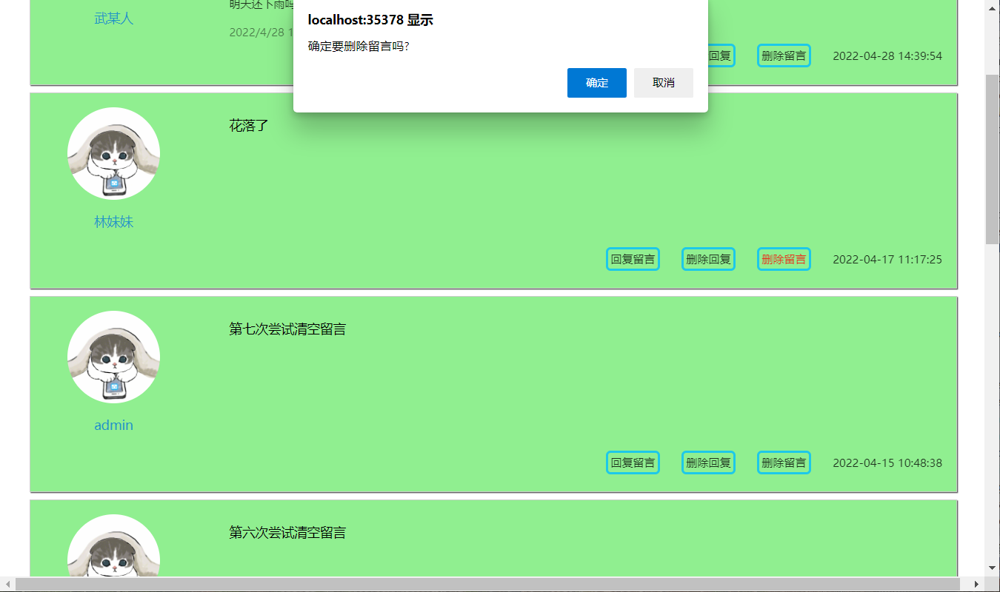 localhost:35378 显示
确定要删除留言吗?
确定 取消
明天还下雨吗
武某人
2022/4/28 1
回复 删除留言 2022-04-28 14:39:54
花落了
林妹妹
回复留言 删除回复 删除留言 2022-04-17 11:17:25
第七次尝试清空留言
admin
回复留言 删除回复 删除留言 2022-04-15 10:48:38
第六次尝试清空留言